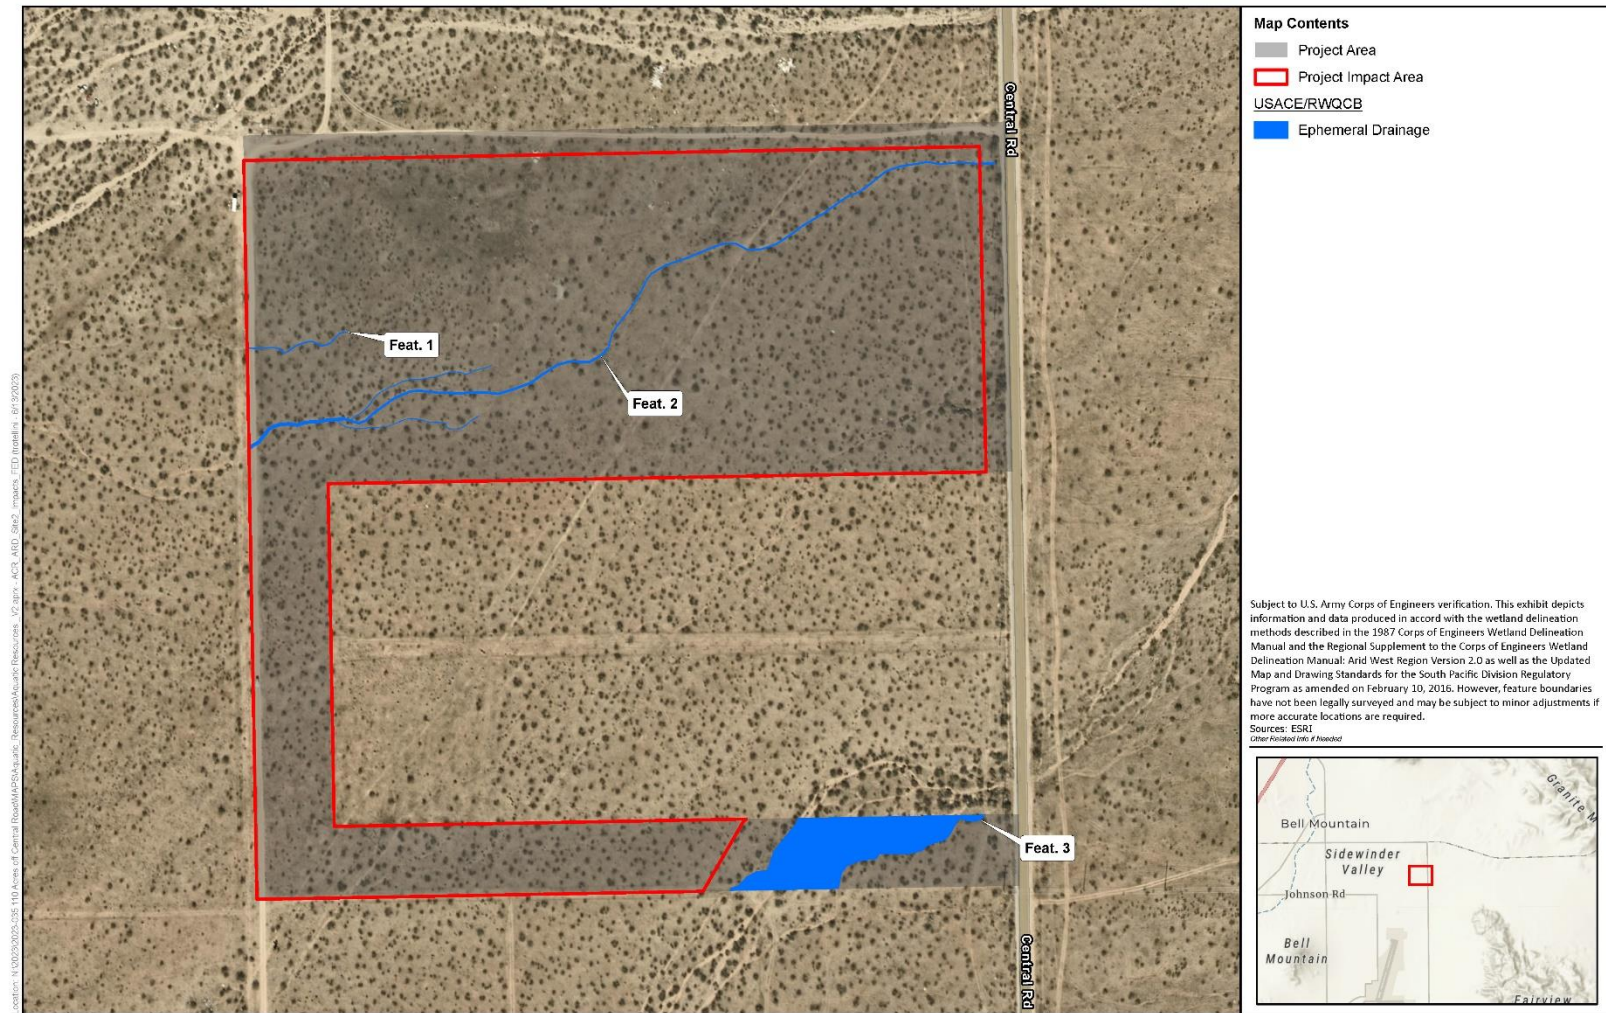 Map Contents
Project Area
Project Impact Area
USACE/RWQCB
Ephemeral Drainage
Central Rd
Feat. 1
Feat. 2
Feat. 3
Central Rd
Subject to U.S. Army Corps of Engineers verification. This exhibit depicts
information and data produced in accord with the wetland delineation
methods described in the 1987 Corps of Engineers Wetland Delineation
Manual and the Regional Supplement to the Corps of Engineers Wetland
Delineation Manual: Arid West Region Version 2.0 as well as the Updated
Map and Drawing Standards for the South Pacific Division Regulatory
Program as amended on February 10, 2016. However, feature boundaries
have not been legally surveyed and may be subject to minor adjustments if
more accurate locations are required.
Sources: ESRI
Other Related Info if Needed
Granite M
Bell Mountain
Sidewinder
Valley
Johnson Rd
Bell
Mountain
Fairview